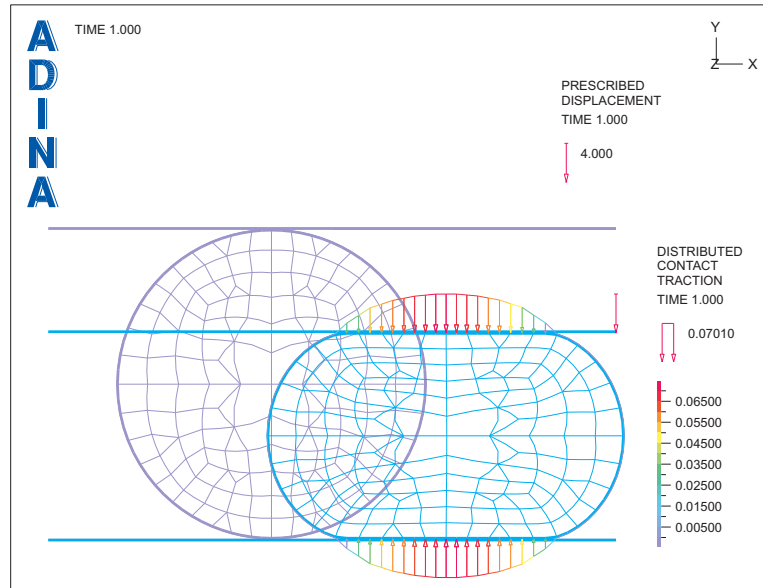 ADINA
TIME 1.000
Y
Z X
PRESCRIBED
DISPLACEMENT
TIME 1.000
4.000
DISTRIBUTED
CONTACT
TRACTION
TIME 1.000
0.07010
0.06500
0.05500
0.04500
0.03500
0.02500
0.01500
0.00500